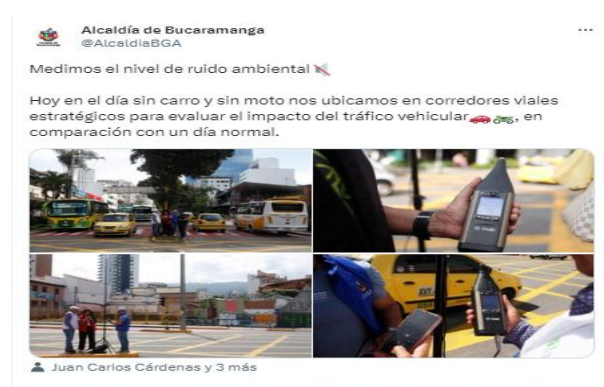 Alcaldía de Bucaramanga
@AlcaldiaBGA
Medimos el nivel de ruido ambiental 🔇
Hoy en el día sin carro y sin moto nos ubicamos en corredores viales
estratégicos para evaluar el impacto del tráfico vehicular🚗🏍️, en
comparación con un día normal.
Juan Carlos Cárdenas y 3 más